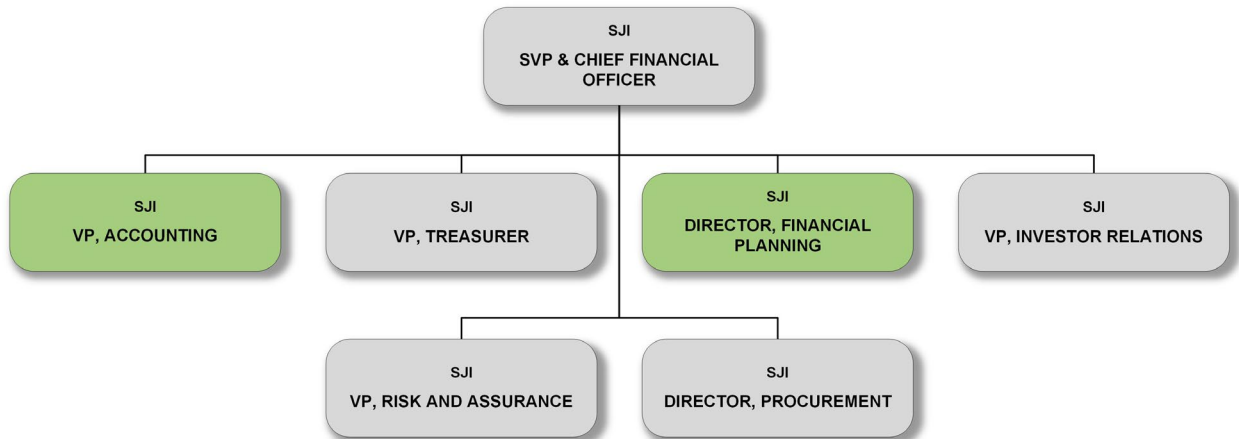 SJI
SVP & CHIEF FINANCIAL
OFFICER
SJI
VP, ACCOUNTING
SJI
VP, TREASURER
SJI
DIRECTOR, FINANCIAL
PLANNING
SJI
VP, INVESTOR RELATIONS
SJI
VP, RISK AND ASSURANCE
SJI
DIRECTOR, PROCUREMENT